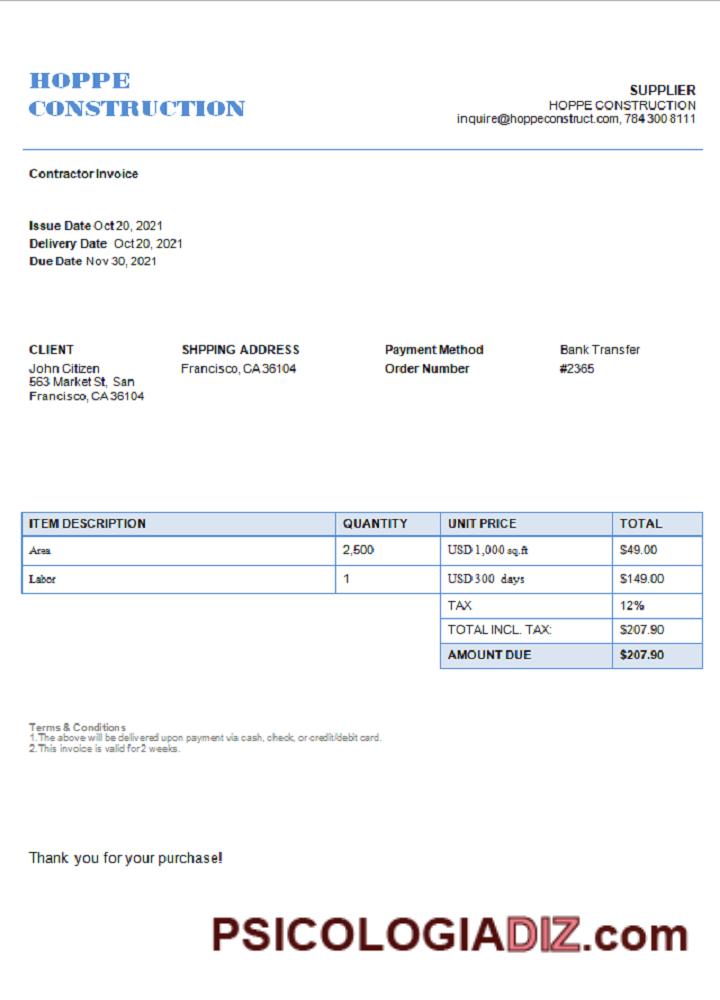 HOPPE
CONSTRUCTION
SUPPLIER
HOPPE CONSTRUCTION
inquire@hoppeconstruct.com, 784 300 8111
Contractor Invoice
Issue Date Oct 20, 2021
Delivery Date Oct 20, 2021
Due Date Nov 30, 2021
CLIENT SHPPING ADDRESS Payment Method Bank Transfer
John Citizen Francisco, CA 36104 Order Number #2365
563 Market St, San
Francisco, CA 36104
ITEM DESCRIPTION QUANTITY UNIT PRICE TOTAL
Area 2,500 USD 1,000 sq.ft $49.00
Labor 1 USD 300 days $149.00
TAX 12%
TOTAL INCL. TAX: $207.90
AMOUNT DUE $207.90
Terms & Conditions
1. The above will be delivered upon payment via cash, check, or credit/debit card.
2. This invoice is valid for 2 weeks.
Thank you for your purchase!
PSICOLOGIADIZ.com